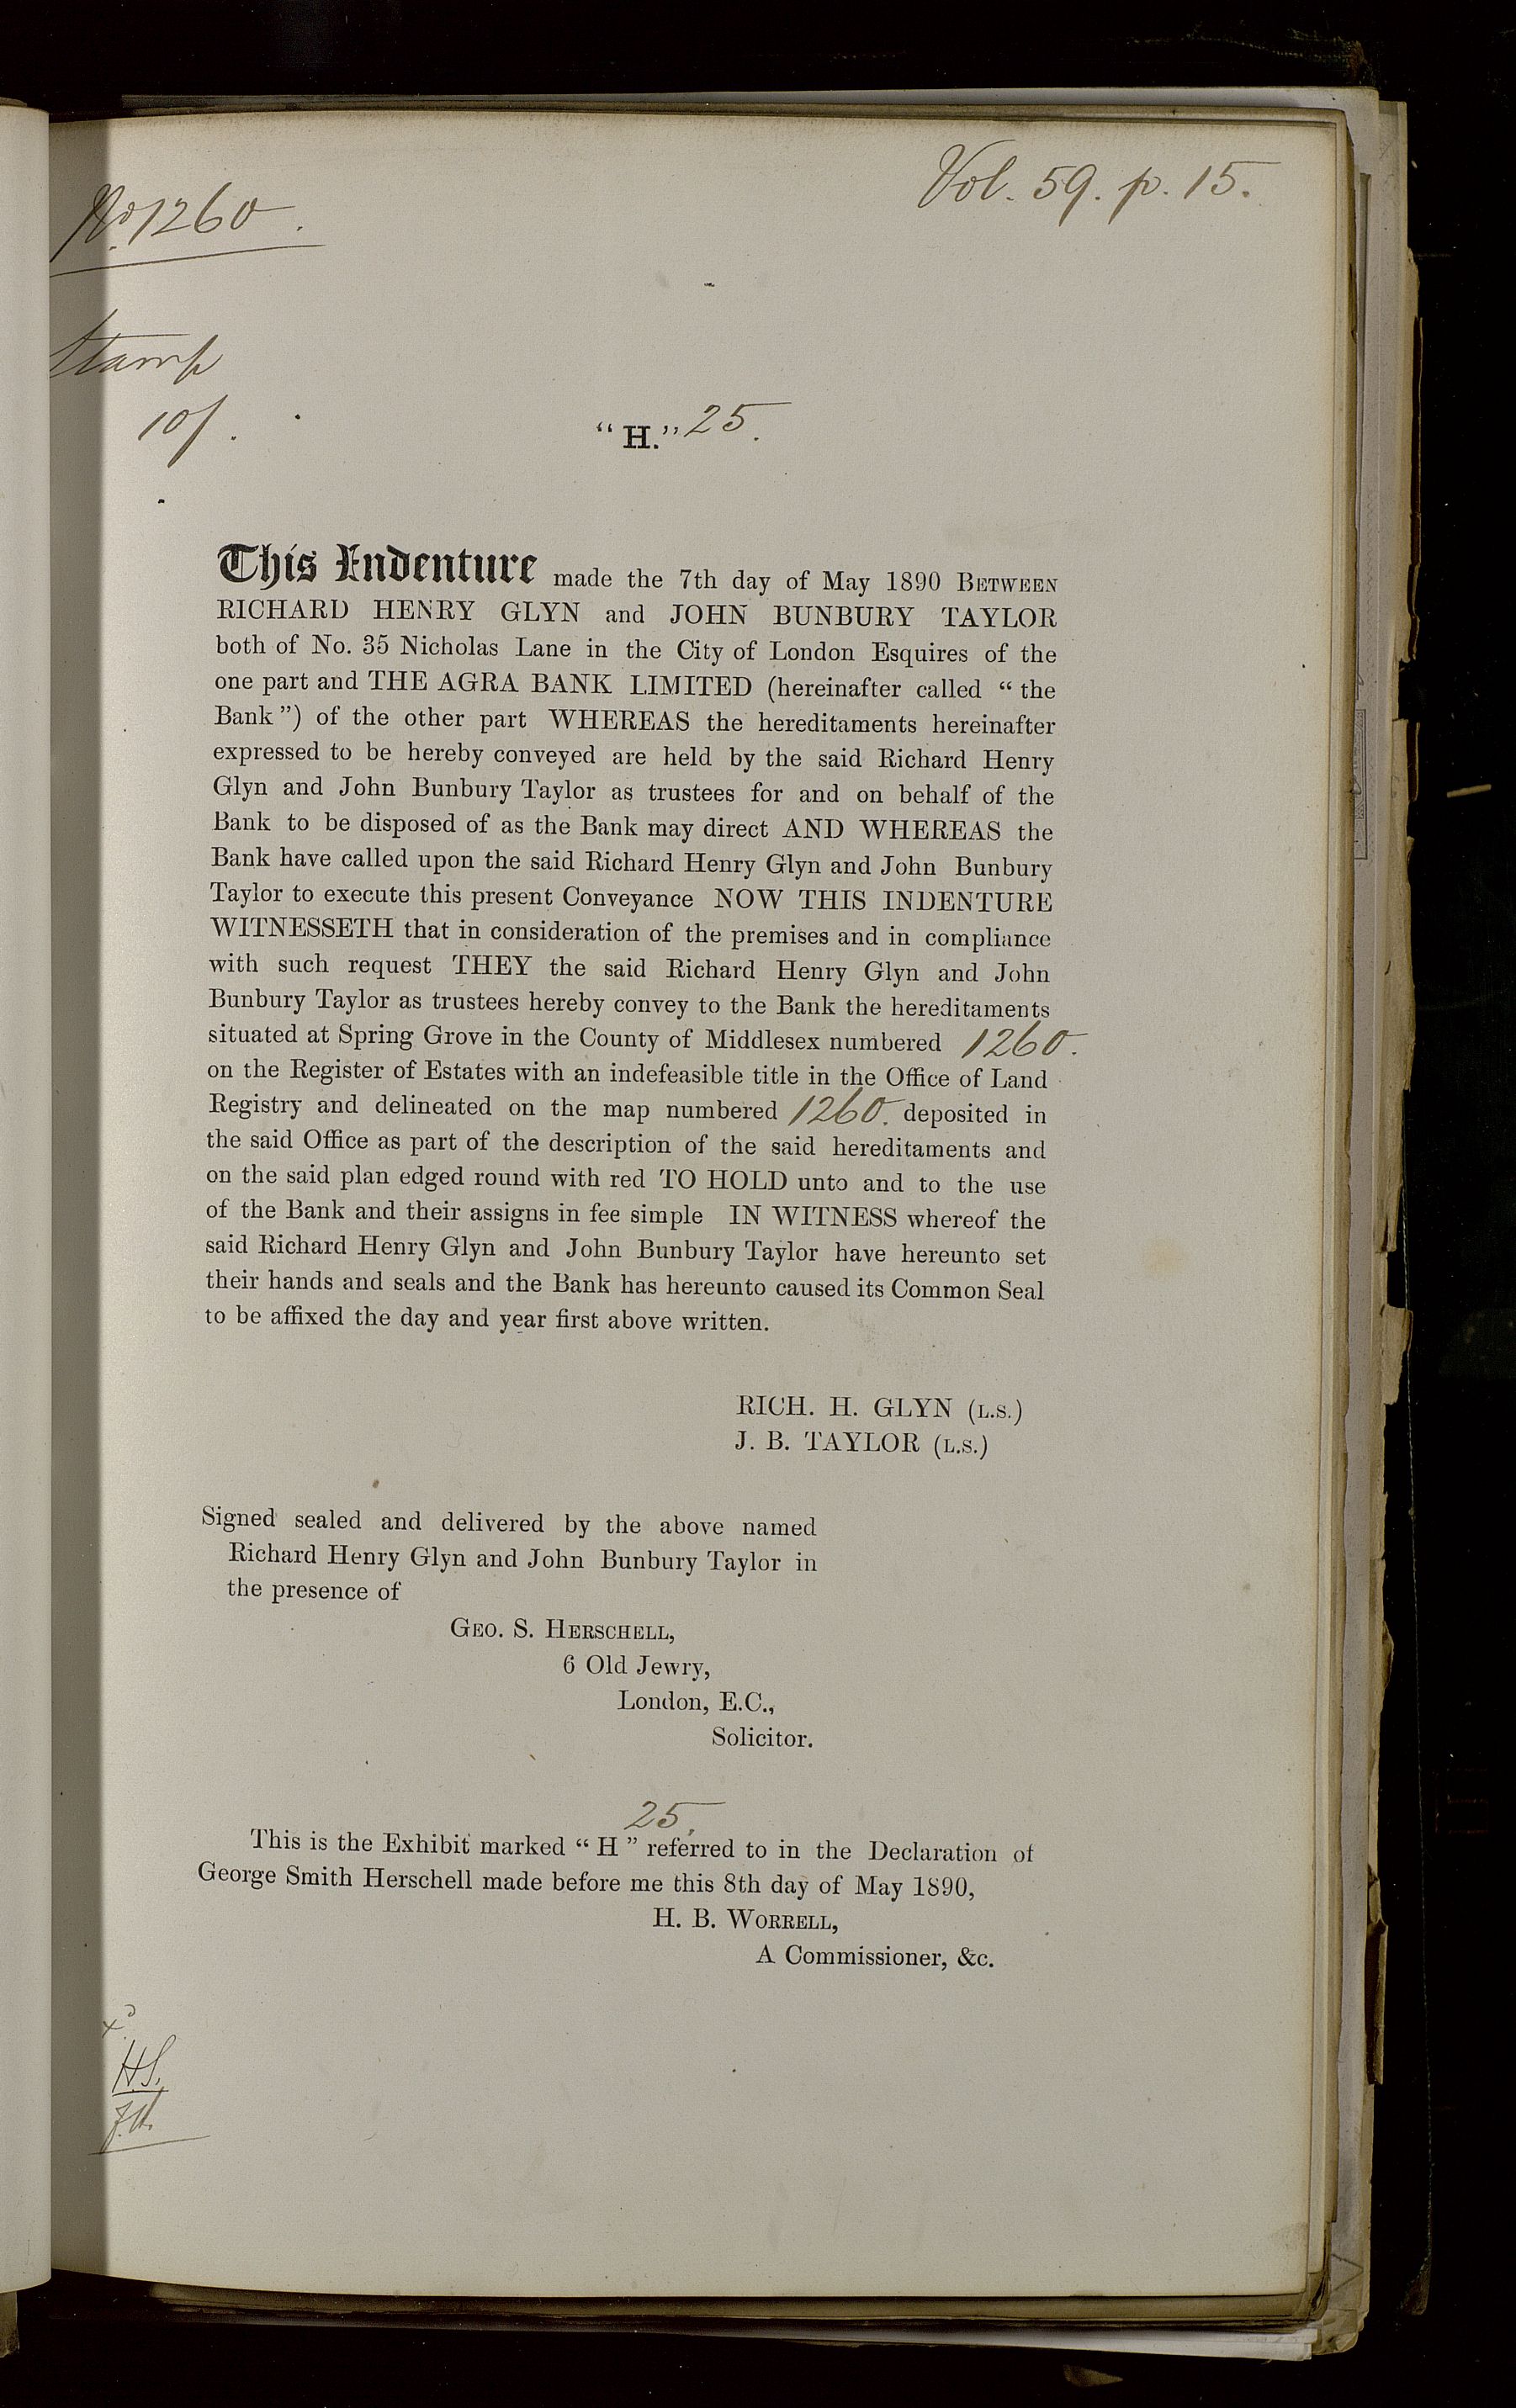 Vol. 59. p. 15.
No 1260.
Stamp
10/.
"H." 25.
This Indenture made the 7th day of May 1890 BETWEEN
RICHARD HENRY GLYN and JOHN BUNBURY TAYLOR
both of No. 35 Nicholas Lane in the City of London Esquires of the
one part and THE AGRA BANK LIMITED (hereinafter called "the
Bank") of the other part WHEREAS the hereditaments hereinafter
expressed to be hereby conveyed are held by the said Richard Henry
Glyn and John Bunbury Taylor as trustees for and on behalf of the
Bank to be disposed of as the Bank may direct AND WHEREAS the
Bank have called upon the said Richard Henry Glyn and John Bunbury
Taylor to execute this present Conveyance NOW THIS INDENTURE
WITNESSETH that in consideration of the premises and in compliance
with such request THEY the said Richard Henry Glyn and John
Bunbury Taylor as trustees hereby convey to the Bank the hereditaments
situated at Spring Grove in the County of Middlesex numbered 1260.
on the Register of Estates with an indefeasible title in the Office of Land
Registry and delineated on the map numbered 1260. deposited in
the said Office as part of the description of the said hereditaments and
on the said plan edged round with red TO HOLD unto and to the use
of the Bank and their assigns in fee simple IN WITNESS whereof the
said Richard Henry Glyn and John Bunbury Taylor have hereunto set
their hands and seals and the Bank has hereunto caused its Common Seal
to be affixed the day and year first above written.
RICH. H. GLYN (L.S.)
J. B. TAYLOR (L.S.)
Signed sealed and delivered by the above named
Richard Henry Glyn and John Bunbury Taylor in
the presence of
GEO. S. HERSCHELL,
6 Old Jewry,
London, E.C.,
Solicitor.
25.
This is the Exhibit marked "H" referred to in the Declaration of
George Smith Herschell made before me this 8th day of May 1890,
H. B. WORRELL,
A Commissioner, &c.
H.S.